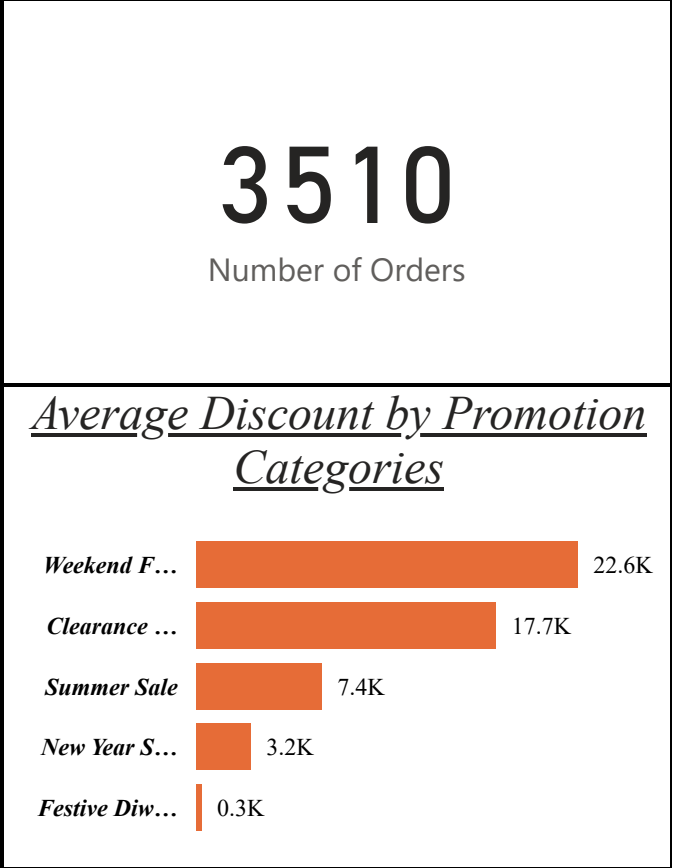 3510
Number of Orders
Average Discount by Promotion
Categories
Weekend F… 22.6K
Clearance … 17.7K
Summer Sale 7.4K
New Year S… 3.2K
Festive Diw… 0.3K